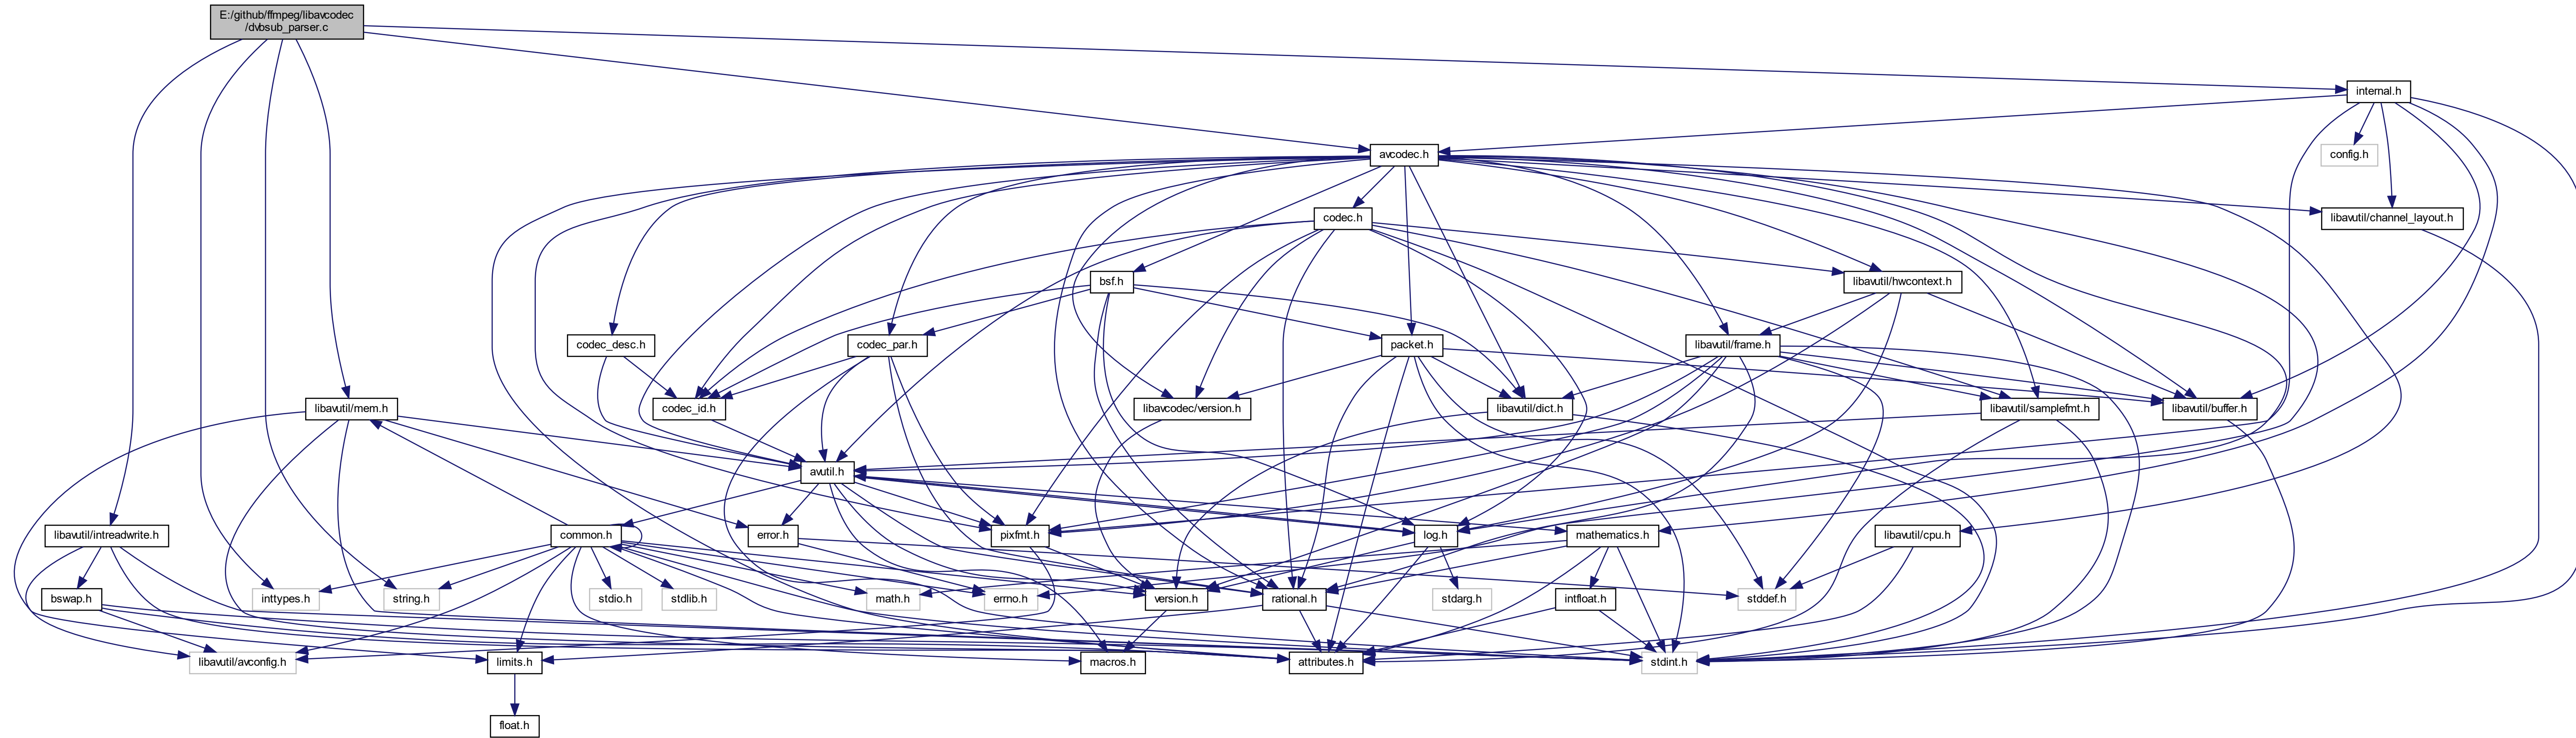 E:/github/ffmpeg/libavcodec
/dvbsub_parser.c
internal.h
avcodec.h
config.h
codec.h
libavutil/channel_layout.h
bsf.h
libavutil/hwcontext.h
codec_desc.h
codec_par.h
packet.h
libavutil/frame.h
libavutil/mem.h
codec_id.h
libavcodec/version.h
libavutil/dict.h
libavutil/samplefmt.h
libavutil/buffer.h
avutil.h
libavutil/intreadwrite.h
common.h
error.h
pixfmt.h
log.h
mathematics.h
libavutil/cpu.h
bswap.h
inttypes.h
string.h
stdio.h
stdlib.h
math.h
errno.h
version.h
rational.h
stdarg.h
intfloat.h
stddef.h
libavutil/avconfig.h
limits.h
macros.h
attributes.h
stdint.h
float.h